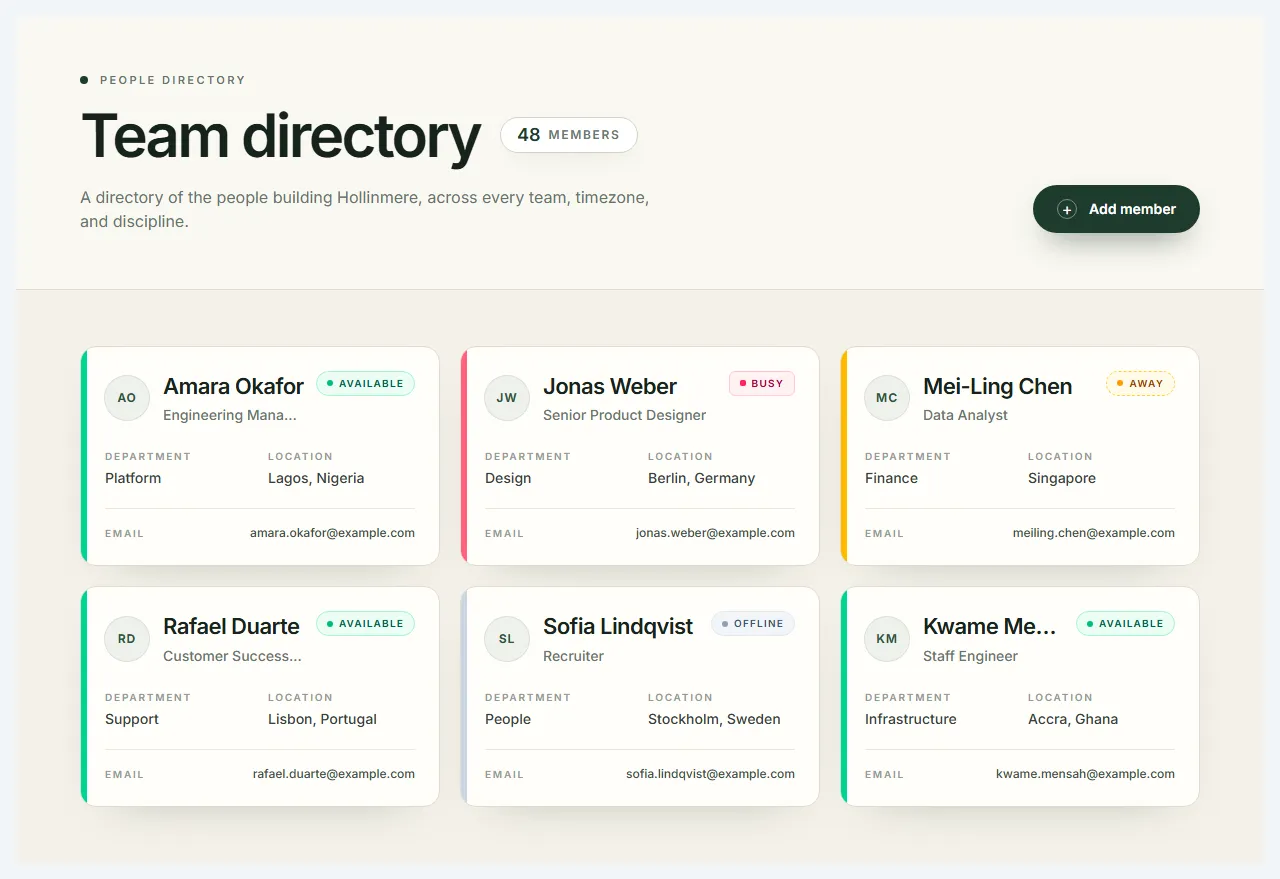 PEOPLE DIRECTORY
Team directory
48 MEMBERS
A directory of the people building Hollinmere, across every team, timezone,
and discipline.
+ Add member
AO
Amara Okafor
AVAILABLE
Engineering Mana...
DEPARTMENT
LOCATION
Platform
Lagos, Nigeria
EMAIL
amara.okafor@example.com
JW
Jonas Weber
BUSY
Senior Product Designer
DEPARTMENT
LOCATION
Design
Berlin, Germany
EMAIL
jonas.weber@example.com
MC
Mei-Ling Chen
AWAY
Data Analyst
DEPARTMENT
LOCATION
Finance
Singapore
EMAIL
meiling.chen@example.com
RD
Rafael Duarte
AVAILABLE
Customer Success...
DEPARTMENT
LOCATION
Support
Lisbon, Portugal
EMAIL
rafael.duarte@example.com
SL
Sofia Lindqvist
OFFLINE
Recruiter
DEPARTMENT
LOCATION
People
Stockholm, Sweden
EMAIL
sofia.lindqvist@example.com
KM
Kwame Me...
AVAILABLE
Staff Engineer
DEPARTMENT
LOCATION
Infrastructure
Accra, Ghana
EMAIL
kwame.mensah@example.com